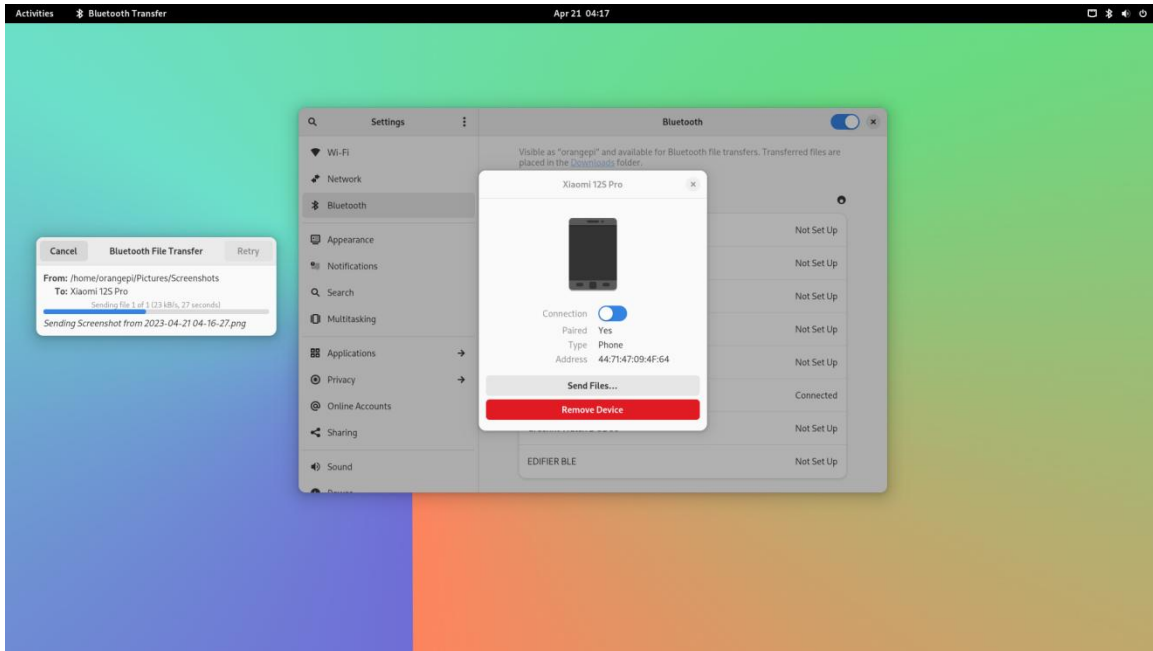 Activities
Bluetooth Transfer
Apr 21 04:17
Settings
Bluetooth
Wi-Fi
Network
Bluetooth
Appearance
Notifications
Search
Multitasking
Applications
Privacy
Online Accounts
Sharing
Sound
Visible as "orangepi" and available for Bluetooth file transfers. Transferred files are
placed in the Downloads folder.
Not Set Up
Not Set Up
Not Set Up
Not Set Up
Not Set Up
Connected
Not Set Up
EDIFIER BLE Not Set Up
Xiaomi 12S Pro
Connection
Paired Yes
Type Phone
Address 44:71:47:09:4F:64
Send Files...
Remove Device
Cancel Bluetooth File Transfer Retry
From: /home/orangepi/Pictures/Screenshots
To: Xiaomi 12S Pro
Sending file 1 of 1 (23 kB/s, 27 seconds)
Sending Screenshot from 2023-04-21 04-16-27.png